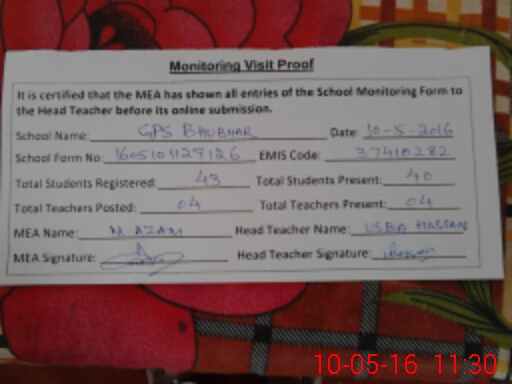 Monitoring Visit Proof
It is certified that the MEA has shown all entries of the School Monitoring Form to
the Head Teacher before its online submission.
School Name: GPS BHUBHAR Date: 10-5-2016
School Form No: 1605101129126 EMIS Code: 37410282
Total Students Registered: 43 Total Students Present: 40
Total Teachers Posted: 04 Total Teachers Present: 04
MEA Name: M. AZAM Head Teacher Name: USBA HASSAN
MEA Signature: Head Teacher Signature:
10-05-16 11:30